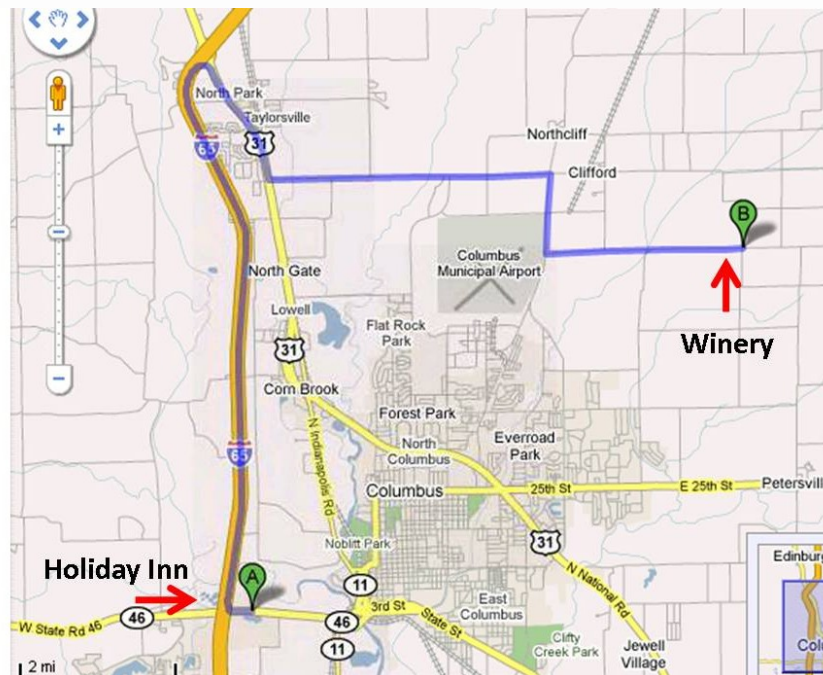 North Park
Taylorsville
31
65
Northcliff
Clifford
B
Columbus
Municipal Airport
North Gate
Lowell
Flat Rock
Park
31
Winery
Corn Brook
Forest Park
North
Columbus
Everroad
Park
65
N Indianapolis Rd
Columbus
25th St
E 25th St
Petersvill
Noblitt Park
31
N National Rd
Holiday Inn
A
11
Edinburg
W State Rd 46
46
46
3rd St
State St
East
Columbus
11
Clifty
Creek Park
Jewell
Village
Colu
2 mi